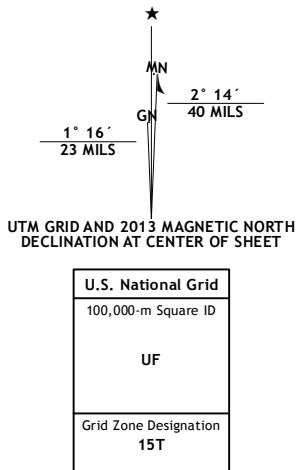 ★
MN
GN
2° 14´
40 MILS
1° 16´
23 MILS
UTM GRID AND 2013 MAGNETIC NORTH
DECLINATION AT CENTER OF SHEET
U.S. National Grid
100,000-m Square ID
UF
Grid Zone Designation
15T